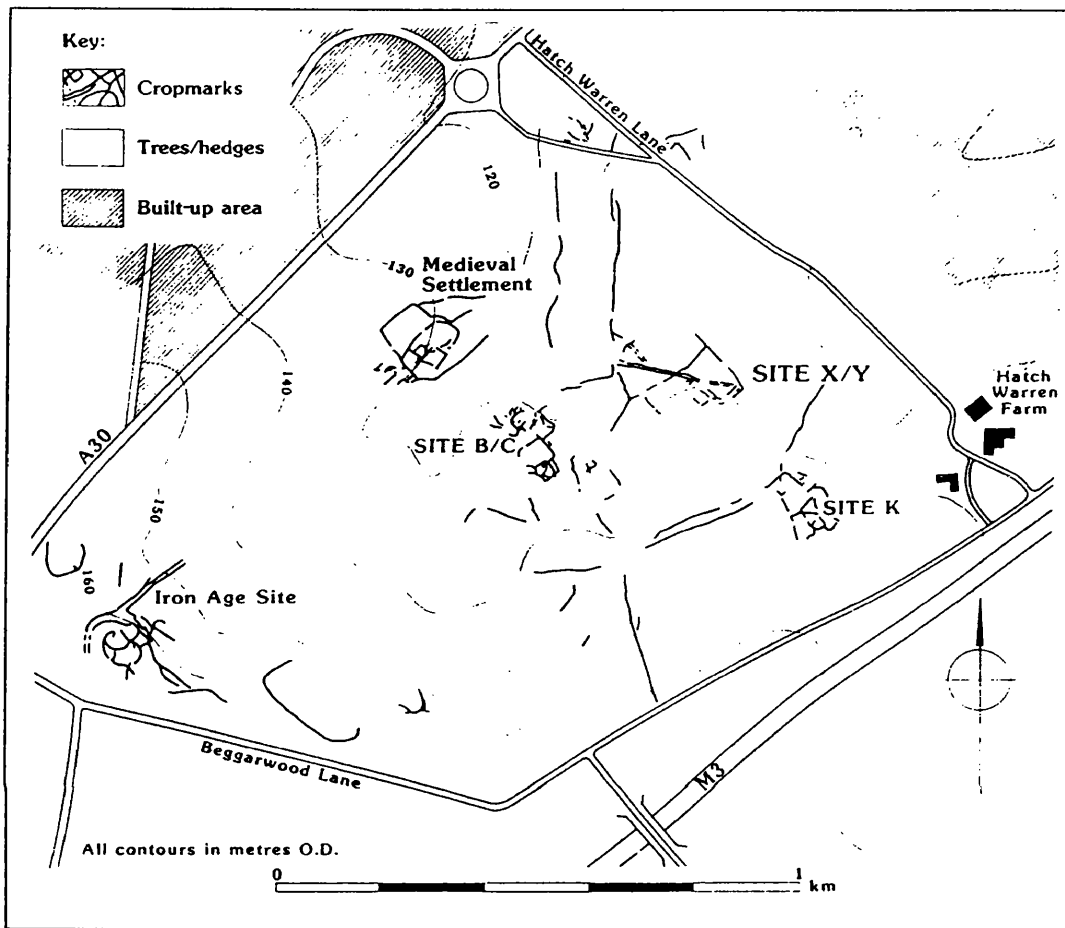 Key:
Cropmarks
Trees/hedges
Built-up area
Hatch Warren Lane
120
130
Medieval
Settlement
140
SITE X/Y
Hatch
Warren
Farm
A30
SITE B/C
150
SITE K
160
Iron Age Site
Beggarwood Lane
M3
All contours in metres O.D.
0
1
km